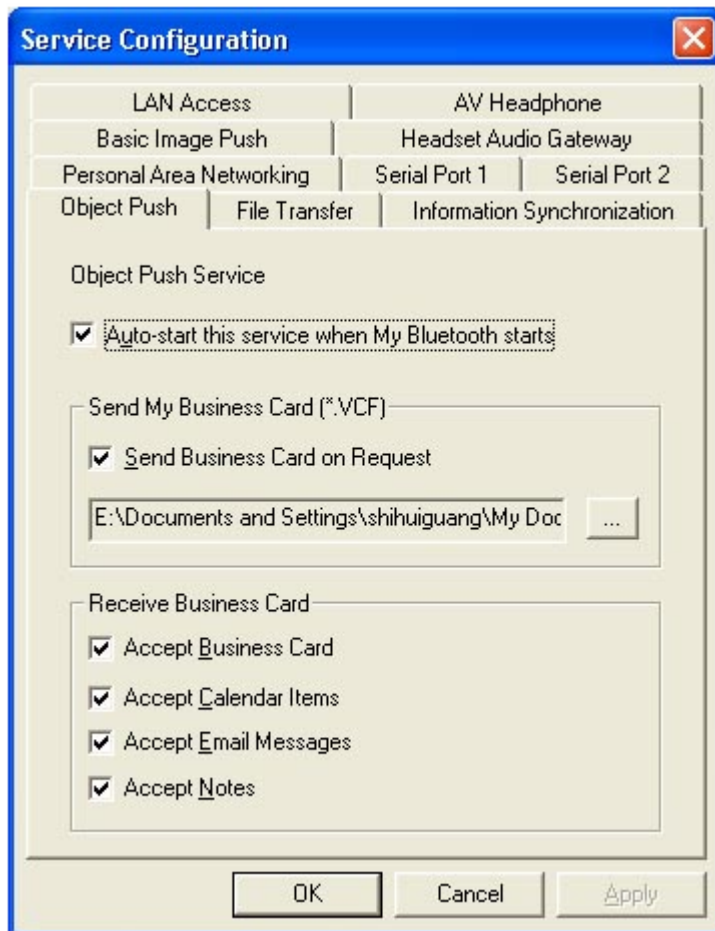 Service Configuration
LAN Access AV Headphone
Basic Image Push Headset Audio Gateway
Personal Area Networking Serial Port 1 Serial Port 2
Object Push File Transfer Information Synchronization
Object Push Service
Auto-start this service when My Bluetooth starts
Send My Business Card (*.VCF)
Send Business Card on Request
E:\Documents and Settings\shihuiguang\My Doc
...
Receive Business Card
Accept Business Card
Accept Calendar Items
Accept Email Messages
Accept Notes
OK Cancel Apply